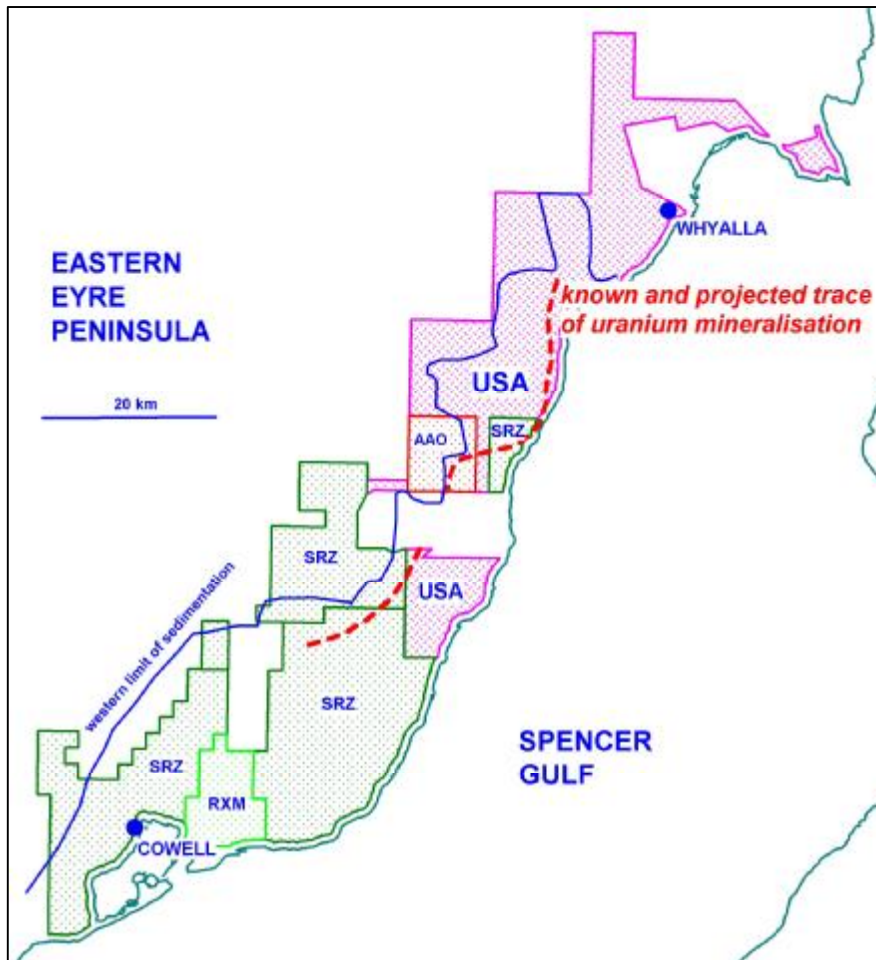 WHYALLA
EASTERN
EYRE
PENINSULA
known and projected trace
of uranium mineralisation
20 km
USA
AAO
SRZ
SRZ
USA
western limit of sedimentation
SRZ
SPENCER
GULF
SRZ
RXM
COWELL